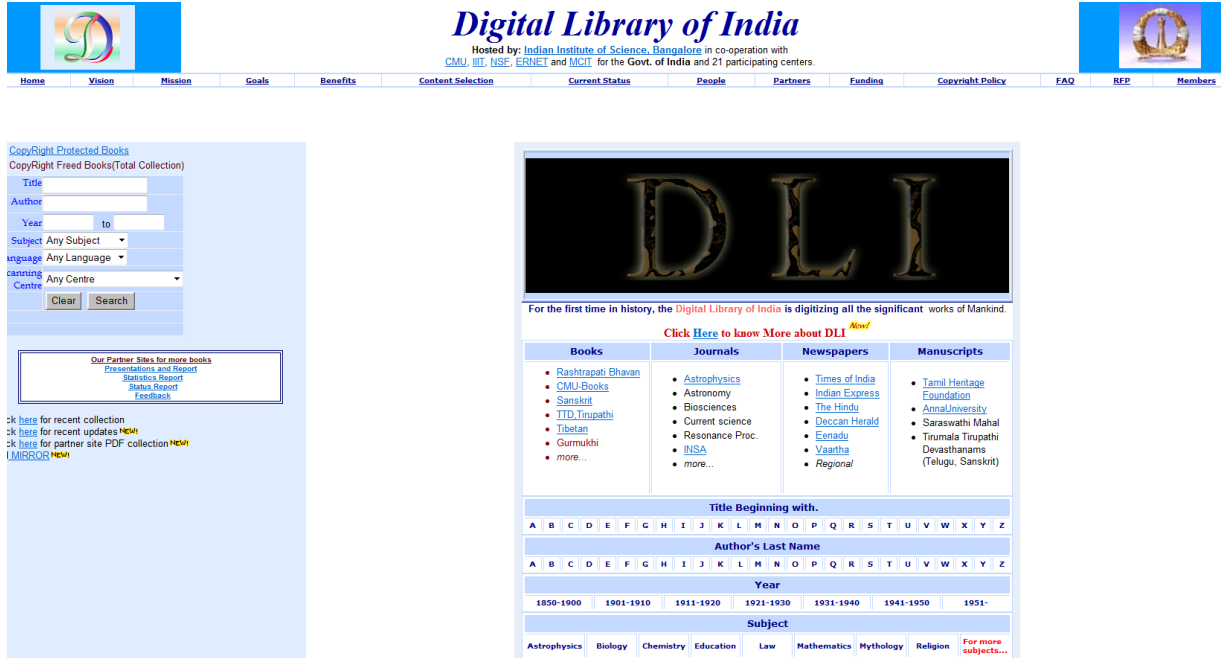 Digital Library of India
Hosted by: Indian Institute of Science, Bangalore in co-operation with
CMU, IIIT, NSF, ERNET and MCIT for the Govt. of India and 21 participating centers.
Home Vision Mission Goals Benefits Content Selection Current Status People Partners Funding Copyright Policy FAQ RFP Members
CopyRight Protected Books
CopyRight Freed Books(Total Collection)
Title
Author
Year to
Subject Any Subject
anguage Any Language
canning
Centre Any Centre
Clear Search
Our Partner Sites for more books
Presentations and Report
Statistics Report
Status Report
Feedback
ck here for recent collection
ck here for recent updates NEW!
ck here for partner site PDF collection NEW!
I MIRROR NEW!
DLI
For the first time in history, the Digital Library of India is digitizing all the significant works of Mankind.
Click Here to know More about DLI New!
Books
Rashtrapati Bhavan
CMU-Books
Sanskrit
TTD,Tirupathi
Tibetan
Gurmukhi
more...
Journals
Astrophysics
Astronomy
Biosciences
Current science
Resonance Proc.
INSA
more...
Newspapers
Times of India
Indian Express
The Hindu
Deccan Herald
Eenadu
Vaartha
Regional
Manuscripts
Tamil Heritage
Foundation
AnnaUniversity
Saraswathi Mahal
Tirumala Tirupathi
Devasthanams
(Telugu, Sanskrit)
Title Beginning with.
A B C D E F G H I J K L M N O P Q R S T U V W X Y Z
Author's Last Name
A B C D E F G H I J K L M N O P Q R S T U V W X Y Z
Year
1850-1900 1901-1910 1911-1920 1921-1930 1931-1940 1941-1950 1951-
Subject
Astrophysics Biology Chemistry Education Law Mathematics Mythology Religion For more
subjects...